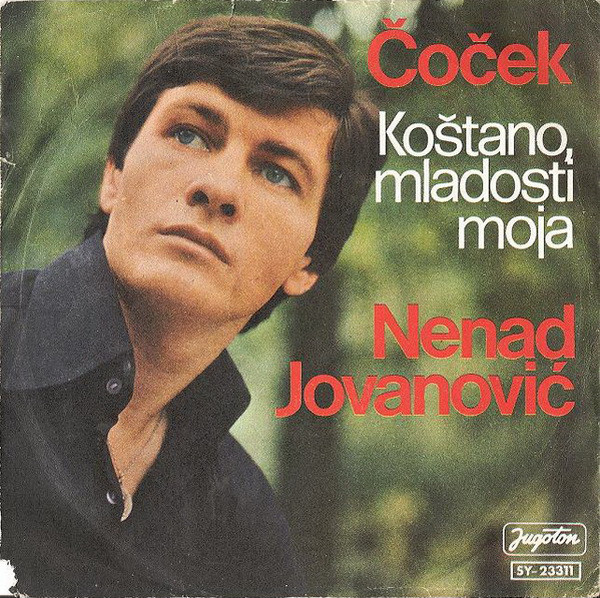 Čoček
Koštano,
mladosti
moja
Nenad
Jovanović
Jugoton
SY-23311